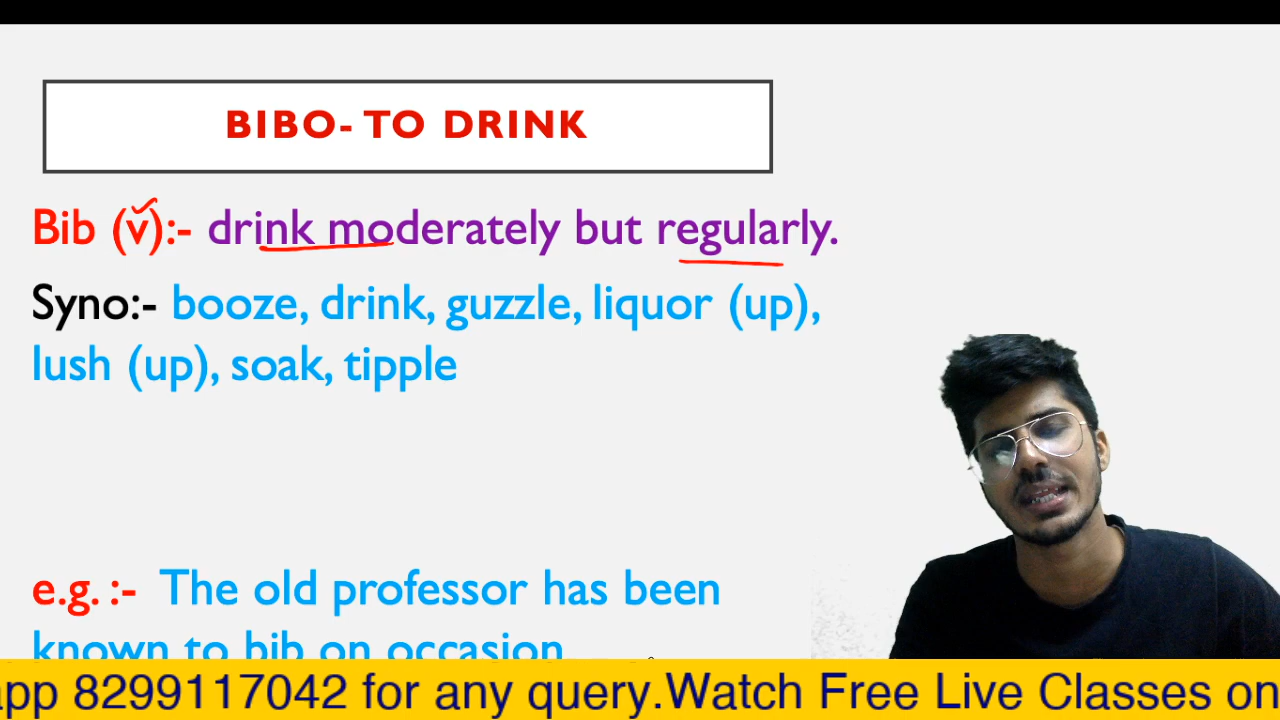 BIBO- TO DRINK
Bib (v):- drink moderately but regularly.
Syno:- booze, drink, guzzle, liquor (up),
lush (up), soak, tipple
e.g. :- The old professor has been
known to bib on occasion
app 8299117042 for any query.Watch Free Live Classes on